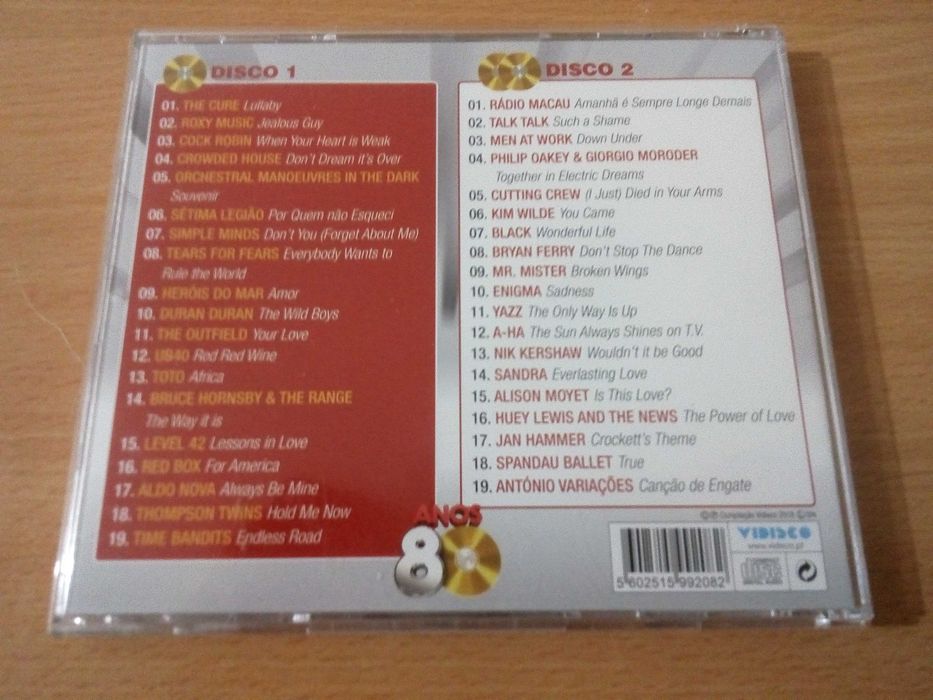 DISCO 1
01. THE CURE Lullaby
02. ROXY MUSIC Jealous Guy
03. COCK ROBIN When Your Heart is Weak
04. CROWDED HOUSE Don't Dream it's Over
05. ORCHESTRAL MANOEUVRES IN THE DARK
Souvenir
06. SÉTIMA LEGIÃO Por Quem não Esqueci
07. SIMPLE MINDS Don't You (Forget About Me)
08. TEARS FOR FEARS Everybody Wants to
Rule the World
09. HERÓIS DO MAR Amor
10. DURAN DURAN The Wild Boys
11. THE OUTFIELD Your Love
12. UB40 Red Red Wine
13. TOTO Africa
14. BRUCE HORNSBY & THE RANGE
The Way it is
15. LEVEL 42 Lessons in Love
16. RED BOX For America
17. ALDO NOVA Always Be Mine
18. THOMPSON TWINS Hold Me Now
19. TIME BANDITS Endless Road
DISCO 2
01. RÁDIO MACAU Amanhã é Sempre Longe Demais
02. TALK TALK Such a Shame
03. MEN AT WORK Down Under
04. PHILIP OAKEY & GIORGIO MORODER
Together in Electric Dreams
05. CUTTING CREW (I Just) Died in Your Arms
06. KIM WILDE You Came
07. BLACK Wonderful Life
08. BRYAN FERRY Don't Stop The Dance
09. MR. MISTER Broken Wings
10. ENIGMA Sadness
11. YAZZ The Only Way Is Up
12. A-HA The Sun Always Shines on T.V.
13. NIK KERSHAW Wouldn't it be Good
14. SANDRA Everlasting Love
15. ALISON MOYET Is This Love?
16. HUEY LEWIS AND THE NEWS The Power of Love
17. JAN HAMMER Crockett's Theme
18. SPANDAU BALLET True
19. ANTÓNIO VARIAÇÕES Canção de Engate
ANOS
80
5 602515 992082
VIDISCO
www.vidisco.pt